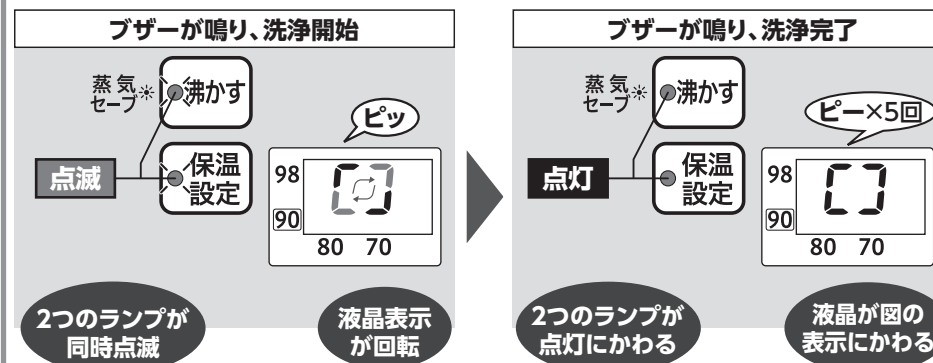 ブザーが鳴り、洗浄開始
蒸気
セーブ
沸かす
ピッ
点滅
保温
設定
98
90
80 70
2つのランプが
同時点滅
液晶表示
が回転
ブザーが鳴り、洗浄完了
蒸気
セーブ
沸かす
ピー×5回
点灯
保温
設定
98
90
80 70
2つのランプが
点灯にかわる
液晶が図の
表示にかわる